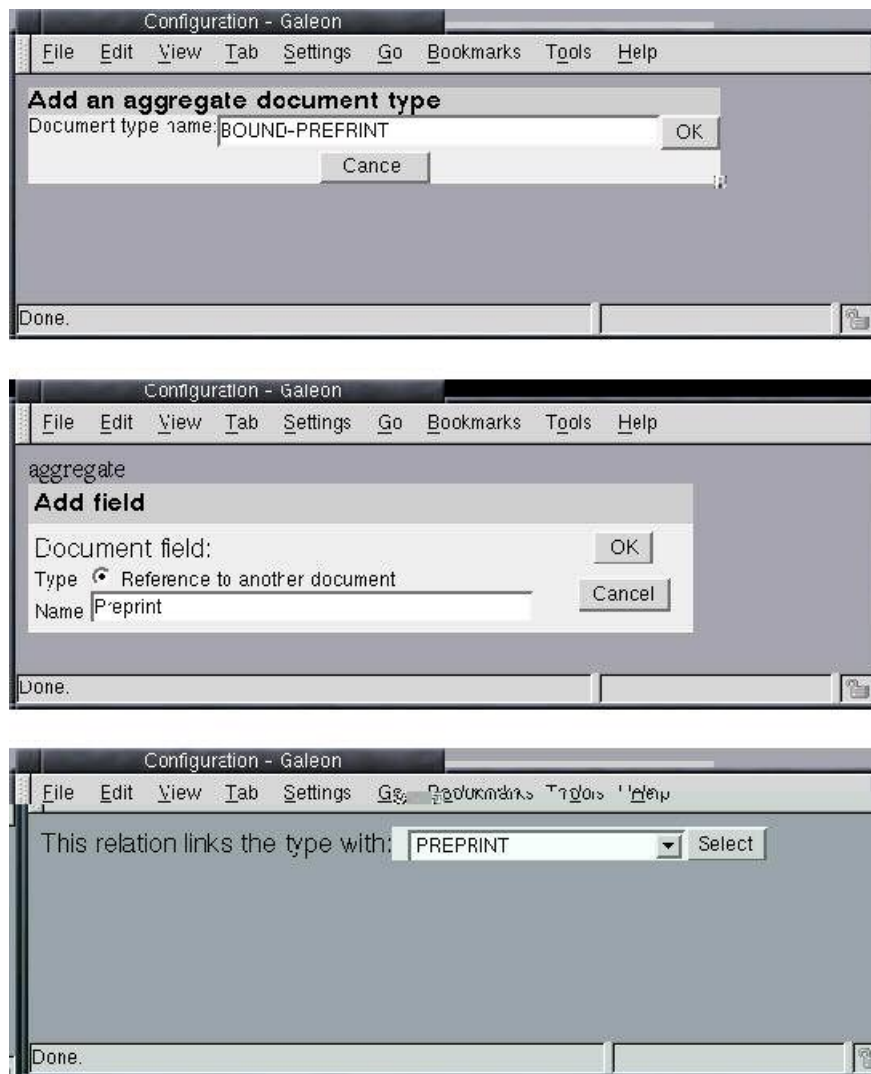 Configuration - Galeon
File Edit View Tab Settings Go Bookmarks Tools Help
Add an aggregate document type
Document type name: BOUND-PREPRINT OK
Cance
Done.
Configuration - Galeon
File Edit View Tab Settings Go Bookmarks Tools Help
aggregate
Add field
Document field: OK
Type Reference to another document
Cancel
Name Preprint
Done.
Configuration - Galeon
File Edit View Tab Settings
This relation links the type with: PREPRINT Select
Done.